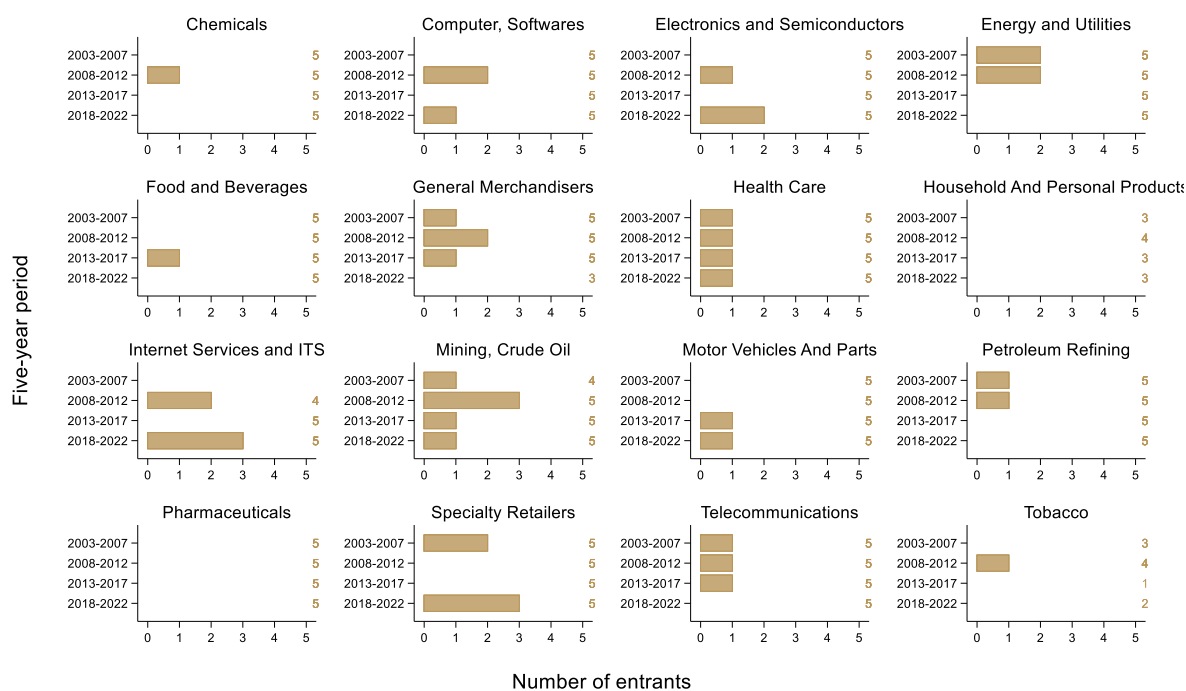 Chemicals
Computer, Softwares
Electronics and Semiconductors
Energy and Utilities
2003-2007 5
2008-2012 5
2013-2017 5
2018-2022 5
0 1 2 3 4 5
2003-2007 5
2008-2012 5
2013-2017 5
2018-2022 5
0 1 2 3 4 5
2003-2007 5
2008-2012 5
2013-2017 5
2018-2022 5
0 1 2 3 4 5
2003-2007 5
2008-2012 5
2013-2017 5
2018-2022 5
0 1 2 3 4 5
Food and Beverages
General Merchandisers
Health Care
Household And Personal Products
2003-2007 5
2008-2012 5
2013-2017 5
2018-2022 5
0 1 2 3 4 5
2003-2007 5
2008-2012 5
2013-2017 5
2018-2022 3
0 1 2 3 4 5
2003-2007 5
2008-2012 5
2013-2017 5
2018-2022 5
0 1 2 3 4 5
2003-2007 3
2008-2012 4
2013-2017 3
2018-2022 3
0 1 2 3 4 5
Five-year period
Internet Services and ITS
Mining, Crude Oil
Motor Vehicles And Parts
Petroleum Refining
2003-2007
2008-2012 4
2013-2017 5
2018-2022 5
0 1 2 3 4 5
2003-2007 4
2008-2012 5
2013-2017 5
2018-2022 5
0 1 2 3 4 5
2003-2007 5
2008-2012 5
2013-2017 5
2018-2022 5
0 1 2 3 4 5
2003-2007 5
2008-2012 5
2013-2017 5
2018-2022 5
0 1 2 3 4 5
Pharmaceuticals
Specialty Retailers
Telecommunications
Tobacco
2003-2007 5
2008-2012 5
2013-2017 5
2018-2022 5
0 1 2 3 4 5
2003-2007 5
2008-2012 5
2013-2017 5
2018-2022 5
0 1 2 3 4 5
2003-2007 5
2008-2012 5
2013-2017 5
2018-2022 5
0 1 2 3 4 5
2003-2007 3
2008-2012 4
2013-2017 1
2018-2022 2
0 1 2 3 4 5
Number of entrants